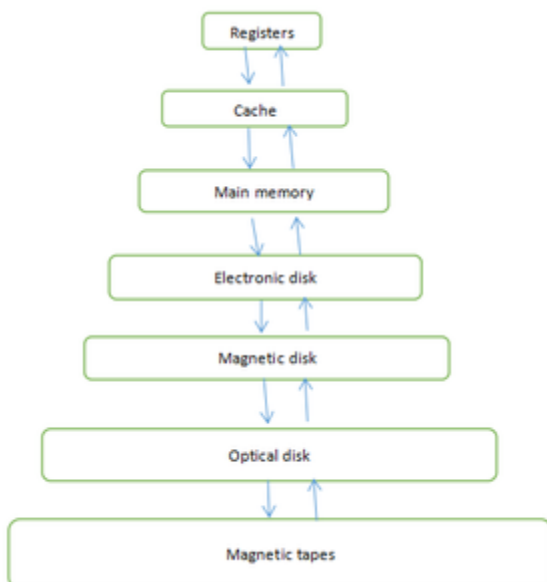 Registers
Cache
Main memory
Electronic disk
Magnetic disk
Optical disk
Magnetic tapes